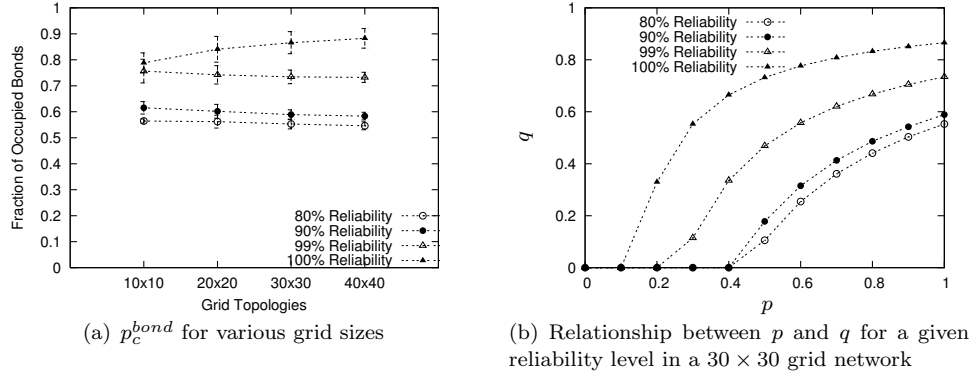 1
0.9
0.8
0.7
0.6
0.5
0.4
0.3
0.2
0.1
0
Fraction of Occupied Bonds
10x10 20x20 30x30 40x40
Grid Topologies
80% Reliability
90% Reliability
99% Reliability
100% Reliability
(a) p_c^{bond} for various grid sizes
1
0.8
0.6
0.4
0.2
0
q
0 0.2 0.4 0.6 0.8 1
p
80% Reliability
90% Reliability
99% Reliability
100% Reliability
(b) Relationship between p and q for a given
reliability level in a 30 × 30 grid network